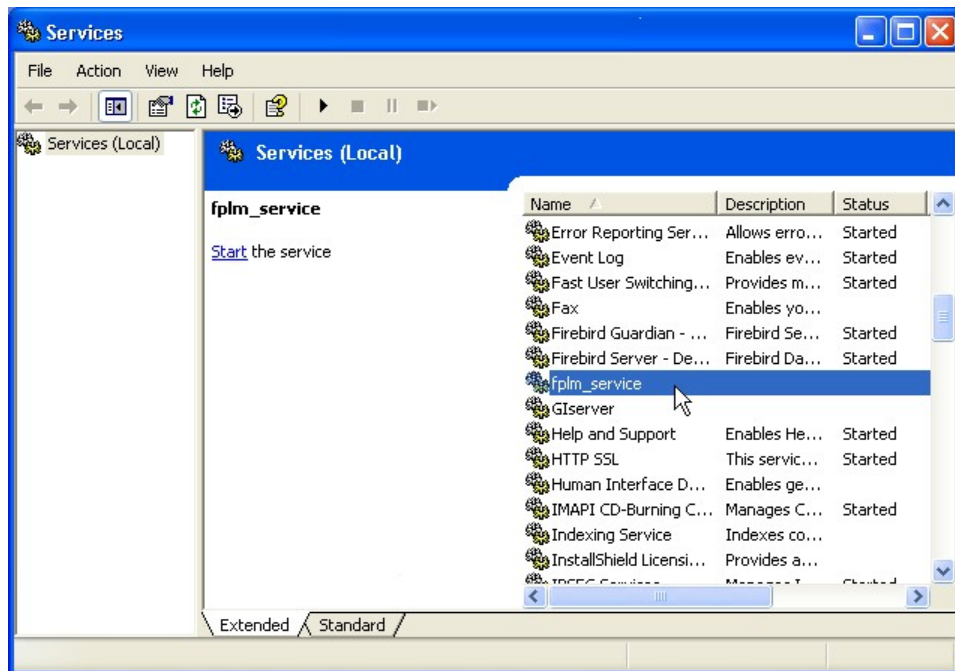 Services
File Action View Help
Services (Local)
Services (Local)
fplm_service
Start the service
Name Description Status
Error Reporting Ser... Allows erro... Started
Event Log Enables ev... Started
Fast User Switching... Provides m... Started
Fax Enables yo...
Firebird Guardian - ... Firebird Se... Started
Firebird Server - De... Firebird Da... Started
fplm_service
GIserver
Help and Support Enables He... Started
HTTP SSL This servic... Started
Human Interface D... Enables ge...
IMAPI CD-Burning C... Manages C... Started
Indexing Service Indexes co...
InstallShield Licensi... Provides a...
IPSEC Services Manages I... Started
Extended Standard